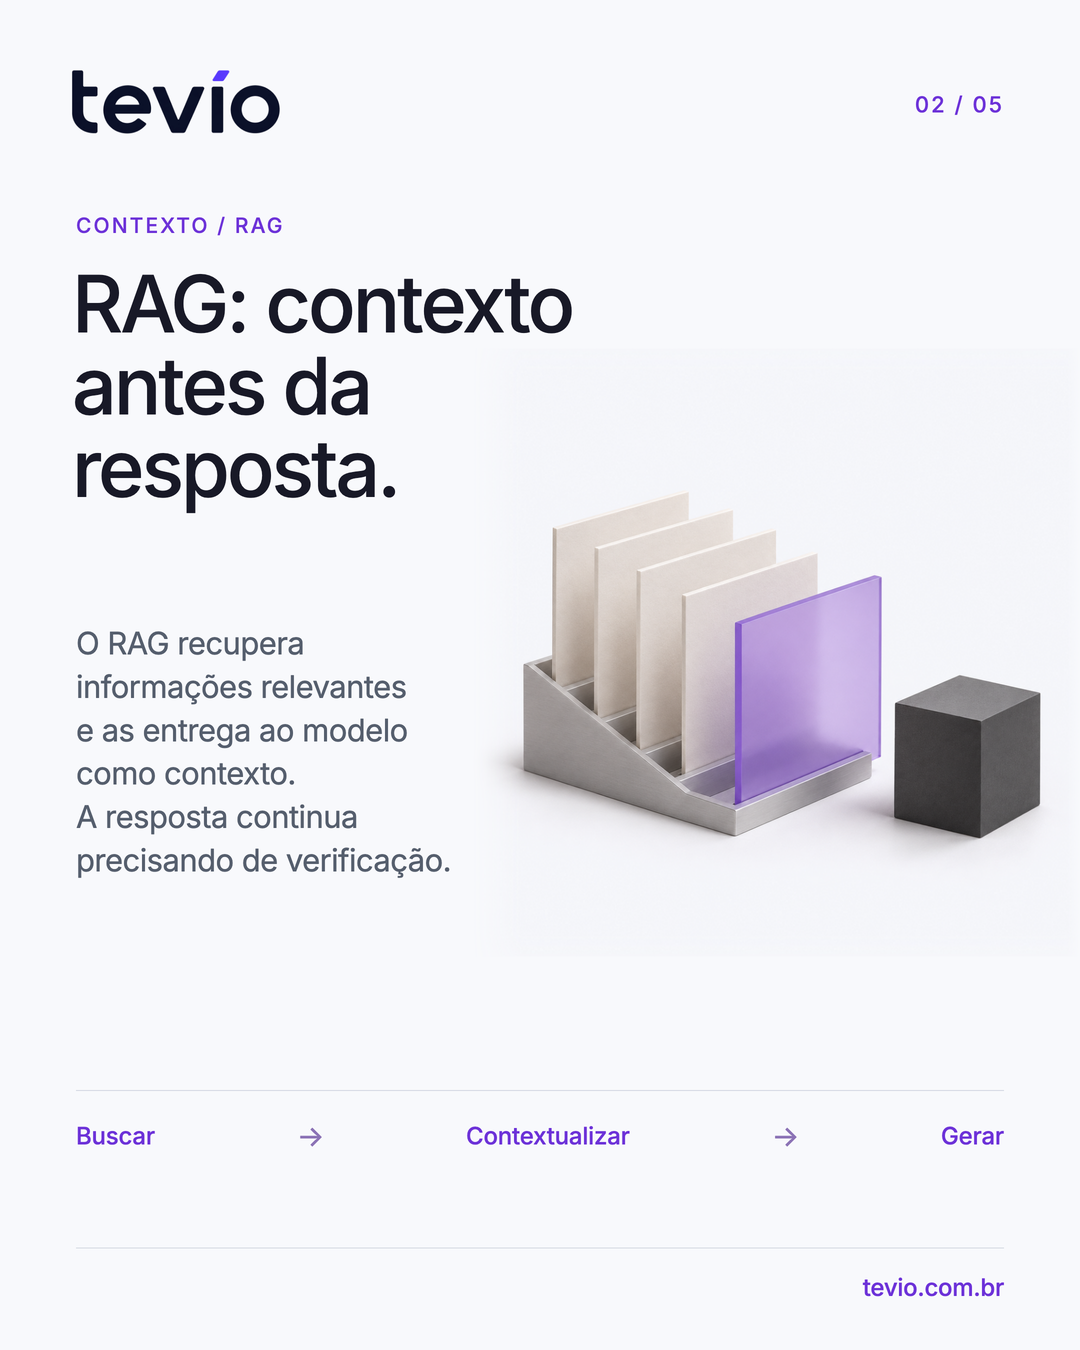 tevío
02 / 05
CONTEXTO / RAG
RAG: contexto
antes da
resposta.
O RAG recupera
informações relevantes
e as entrega ao modelo
como contexto.
A resposta continua
precisando de verificação.
Buscar → Contextualizar → Gerar
tevio.com.br